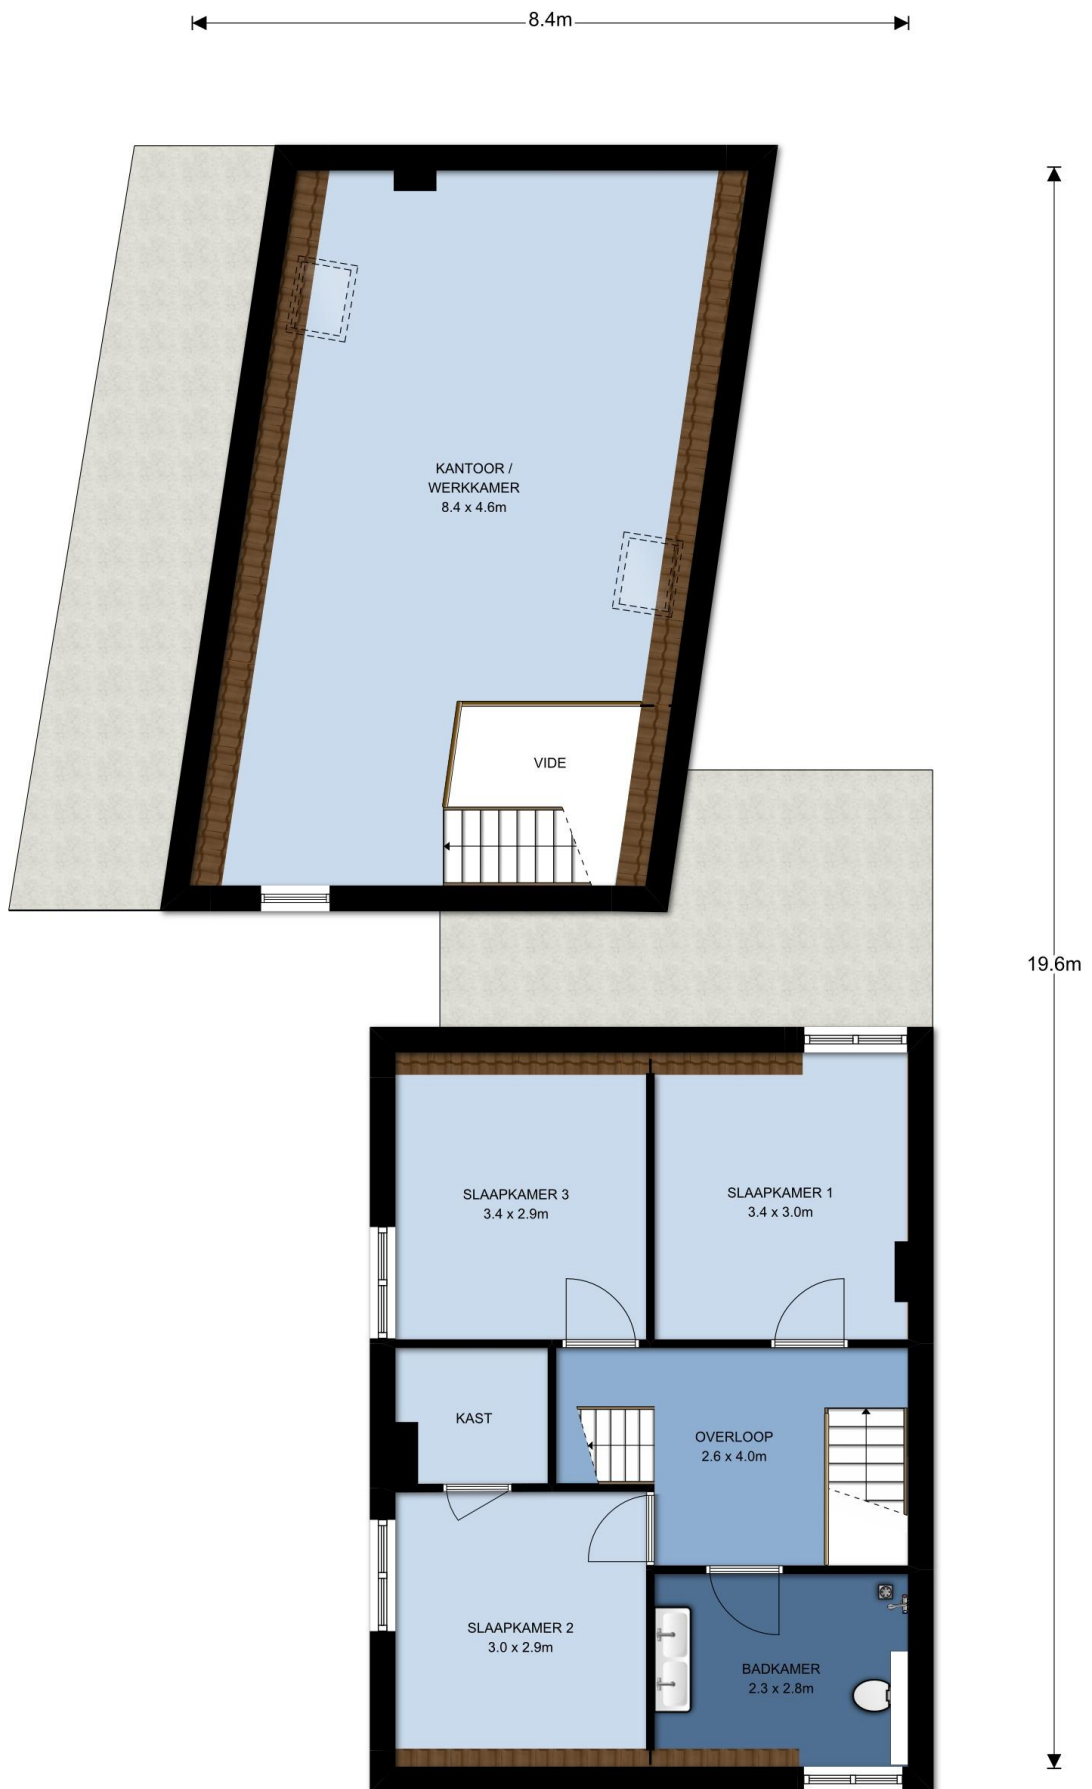 8.4m
KANTOOR /
WERKKAMER
8.4 x 4.6m
VIDE
19.6m
SLAAPKAMER 3
3.4 x 2.9m
SLAAPKAMER 1
3.4 x 3.0m
KAST
OVERLOOP
2.6 x 4.0m
SLAAPKAMER 2
3.0 x 2.9m
BADKAMER
2.3 x 2.8m